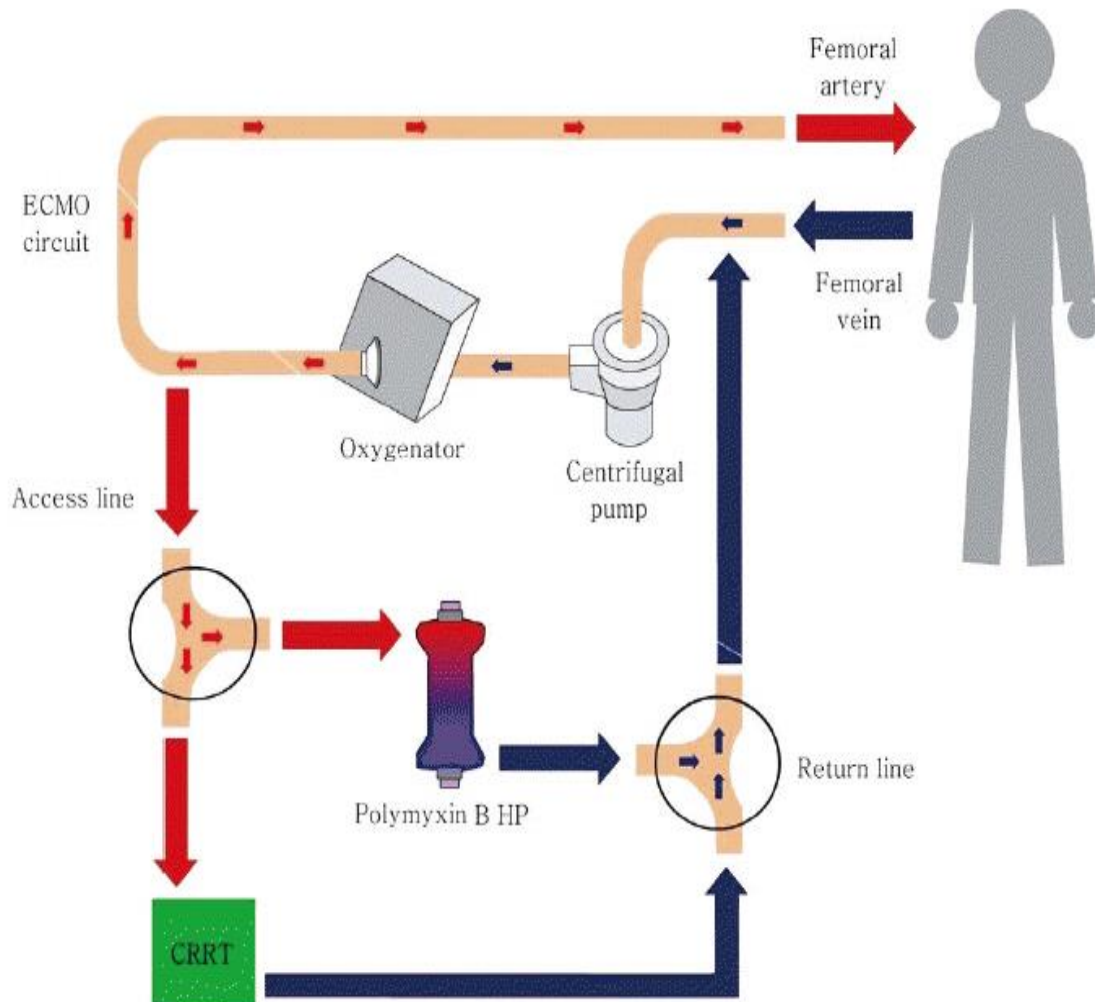 Femoral
artery
ECMO
circuit
Femoral
vein
Oxygenator
Centrifugal
pump
Access line
Return line
Polymyxin B HP
CRRT